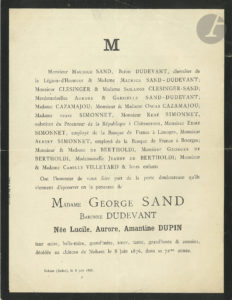 M
Monsieur Maurice SAND, Baron DUDEVANT, chevalier de
la Légion-d'Honneur & Madame Maurice SAND-DUDEVANT;
Monsieur CLESINGER & Madame Solange CLESINGER-SAND,
Mesdemoiselles Aurore & Gabrielle SAND-DUDEVANT;
Madame CAZAMAJOU; Monsieur & Madame Oscar CAZAMAJOU;
Madame veuve SIMONNET, Monsieur René SIMONNET,
substitut du Procureur de la République à Châteauroux, Monsieur Edme
SIMONNET, employé de la Banque de France à Limoges, Monsieur
Albert SIMONNET, employé de la Banque de France à Bourges;
Monsieur & Madame DE BERTHOLDI, Monsieur Georges DE
BERTHOLDI, Mademoiselle Jeanne DE BERTHOLDI; Monsieur
& Madame Camille VILLETARD & leurs enfants
Ont l'honneur de vous faire part de la perte douloureuse qu'ils
viennent d'éprouver en la personne de
Madame George SAND
Baronne DUDEVANT
Née Lucile, Aurore, Amantine DUPIN
leur mère, belle-mère, grand'mère, sœur, tante, grand'tante & cousine,
décédée au château de Nohant le 8 Juin 1876, dans sa 72me année.
Nohant (Indre), le 8 juin 1876.